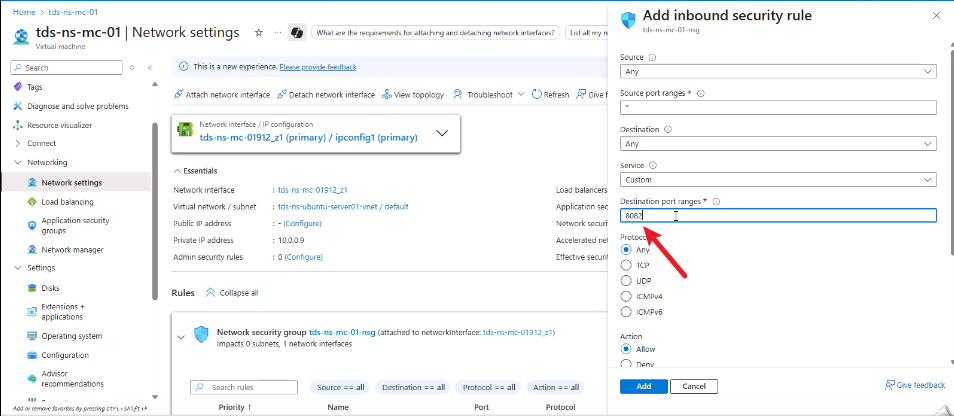 Home > tds-ns-mc-01
tds-ns-mc-01 | Network settings
Virtual machine
What are the requirements for attaching and detaching network interfaces?
List all my n
Search
Tags
Diagnose and solve problems
Resource visualizer
Connect
Networking
Network settings
Load balancing
Application security
groups
Network manager
Settings
Disks
Extensions +
applications
Operating system
Configuration
Advisor
recommendations
Add or remove favorites by pressing Ctrl+Shift+F
This is a new experience. Please provide feedback
Attach network interface
Detach network interface
View topology
Troubleshoot
Refresh
Give f
Network interface / IP configuration
tds-ns-mc-01912_z1 (primary) / ipconfig1 (primary)
Essentials
Network interface : tds-ns-mc-01912_z1
Virtual network / subnet : tds-ns-ubuntu-server01-vnet / default
Public IP address : - (Configure)
Private IP address : 10.0.0.9
Admin security rules : 0 (Configure)
Load balancers
Application sec
Network securi
Accelerated net
Effective securi
Rules
Collapse all
Network security group tds-ns-mc-01-nsg (attached to networkInterface: tds-ns-mc-01912_z1)
Impacts 0 subnets, 1 network interfaces
Search rules
Source == all
Destination == all
Protocol == all
Action == all
Priority ↑
Name
Port
Protocol
Add inbound security rule
tds-ns-mc-01-nsg
Source
Any
Source port ranges *
*
Destination
Any
Service
Custom
Destination port ranges *
8082
Protocol
Any
TCP
UDP
ICMPv4
ICMPv6
Action
Allow
Deny
Add
Cancel
Give feedback